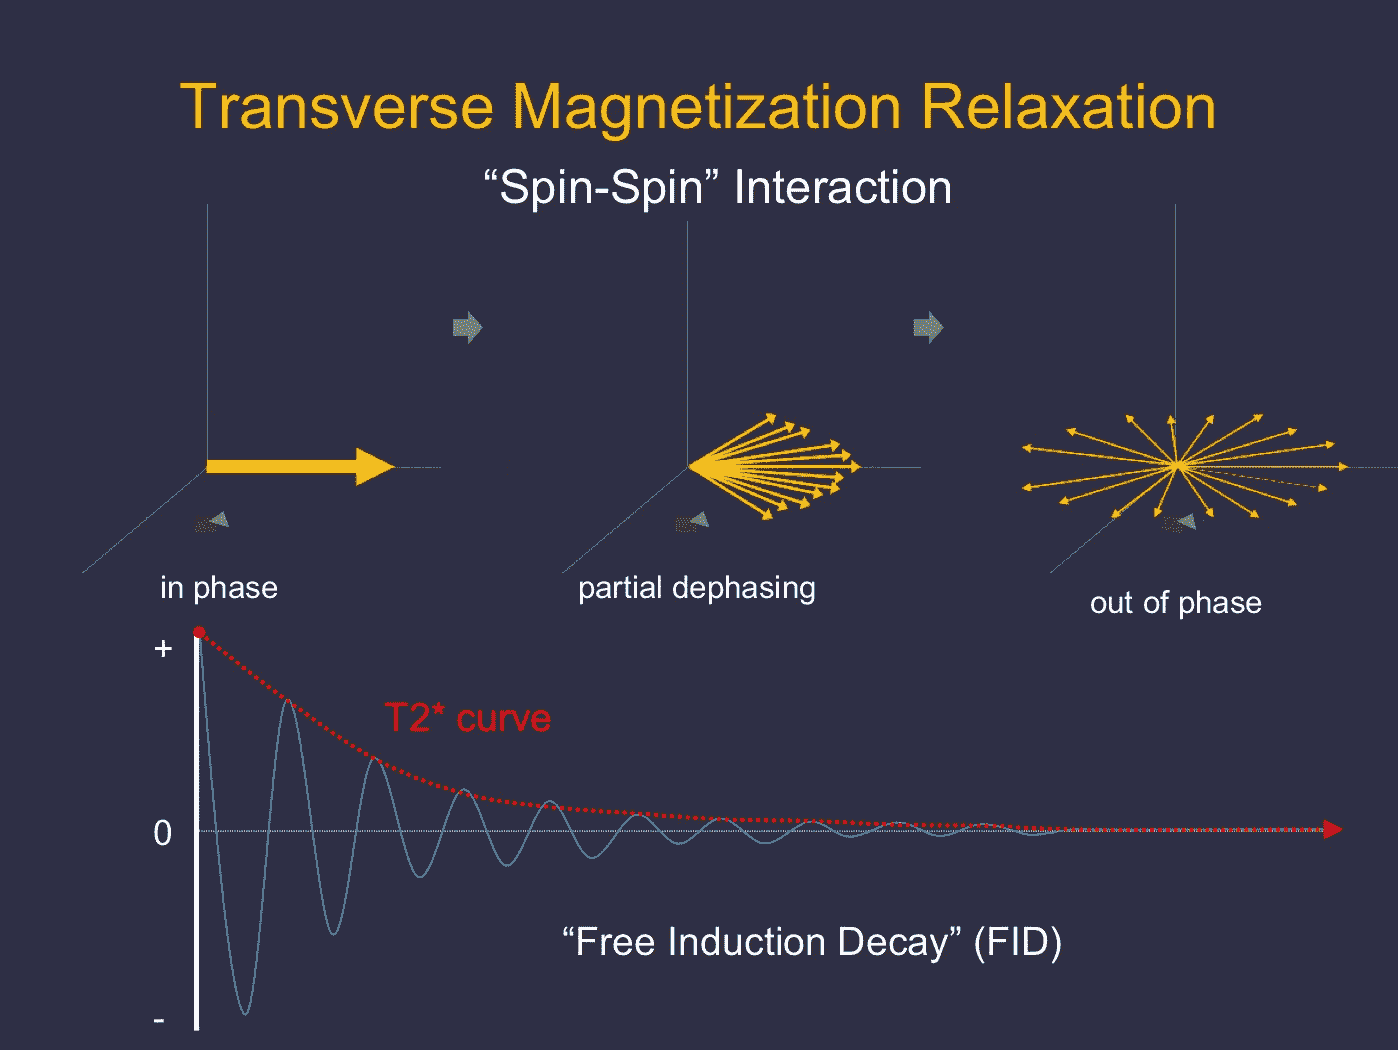 Transverse Magnetization Relaxation
“Spin-Spin” Interaction
in phase
partial dephasing
out of phase
+
T2* curve
0
“Free Induction Decay” (FID)
-